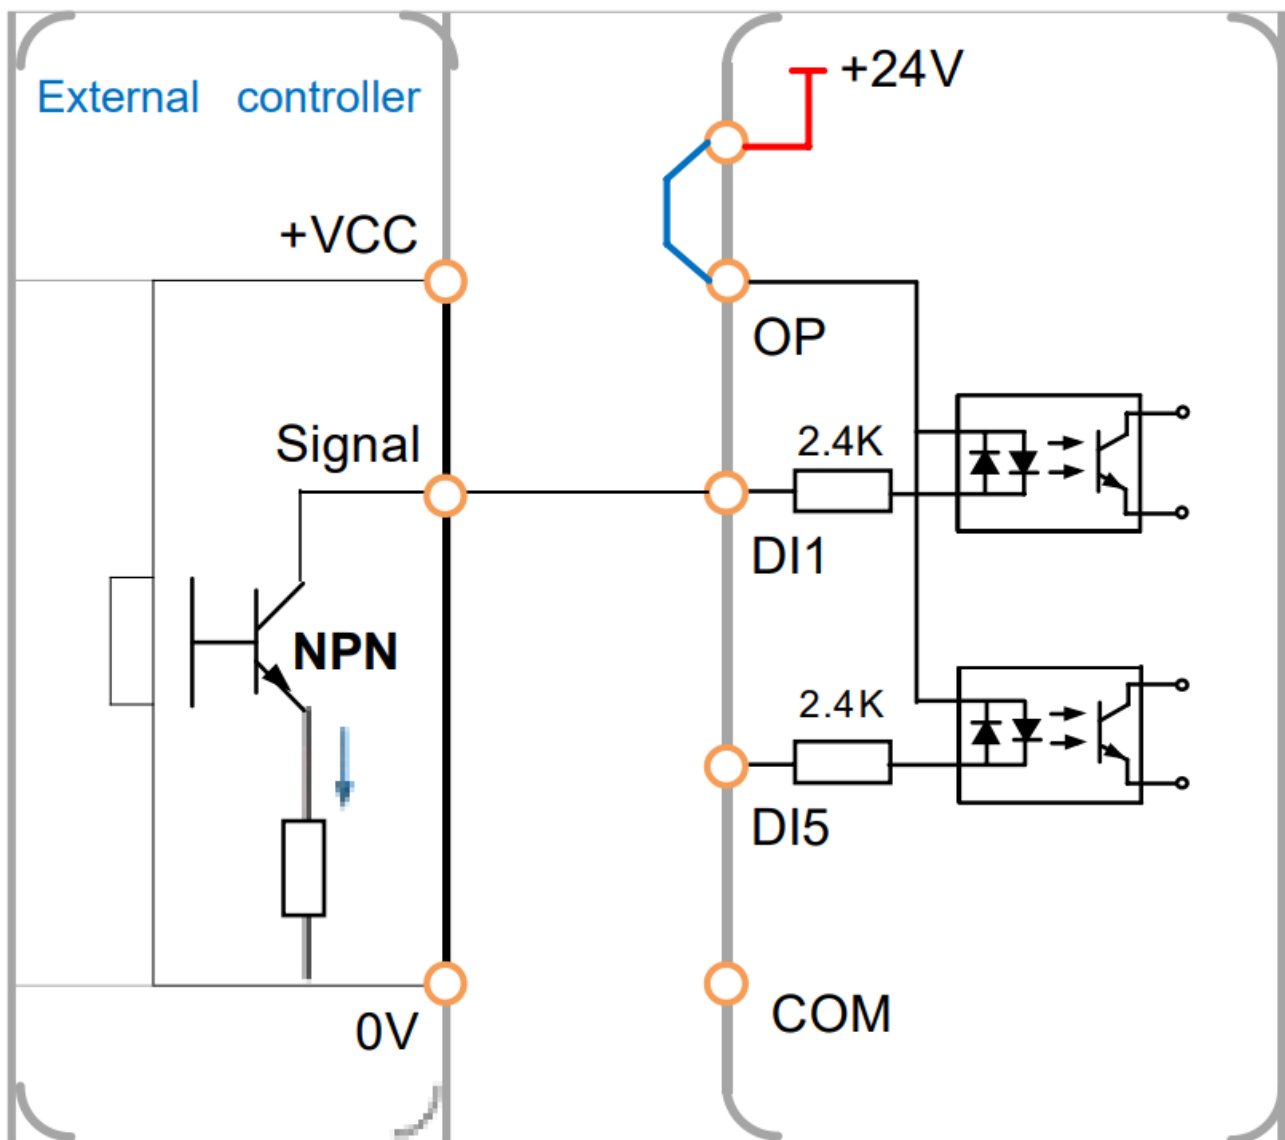 +24V
External controller
+VCC
OP
Signal
2.4K
DI1
NPN
2.4K
DI5
COM
0V